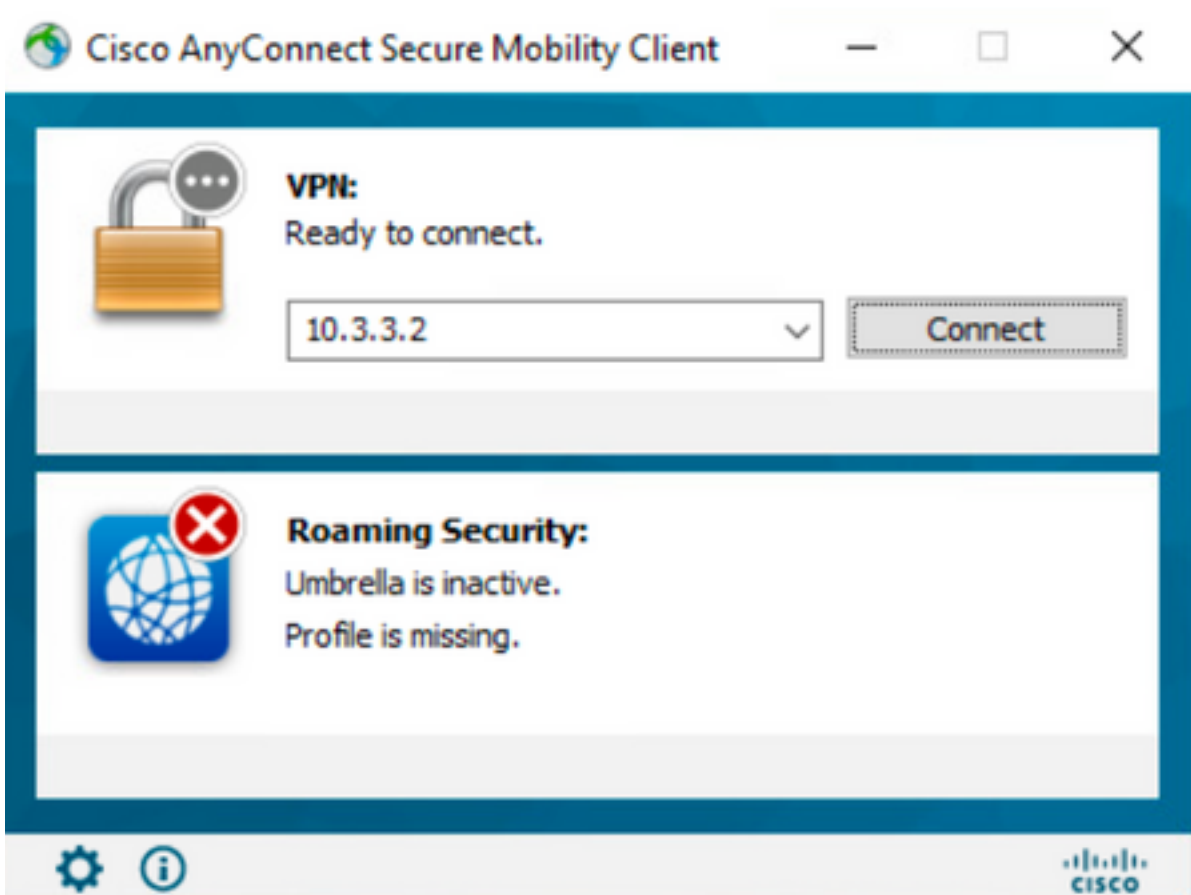 Cisco AnyConnect Secure Mobility Client
VPN:
Ready to connect.
10.3.3.2
Connect
Roaming Security:
Umbrella is inactive.
Profile is missing.
CISCO